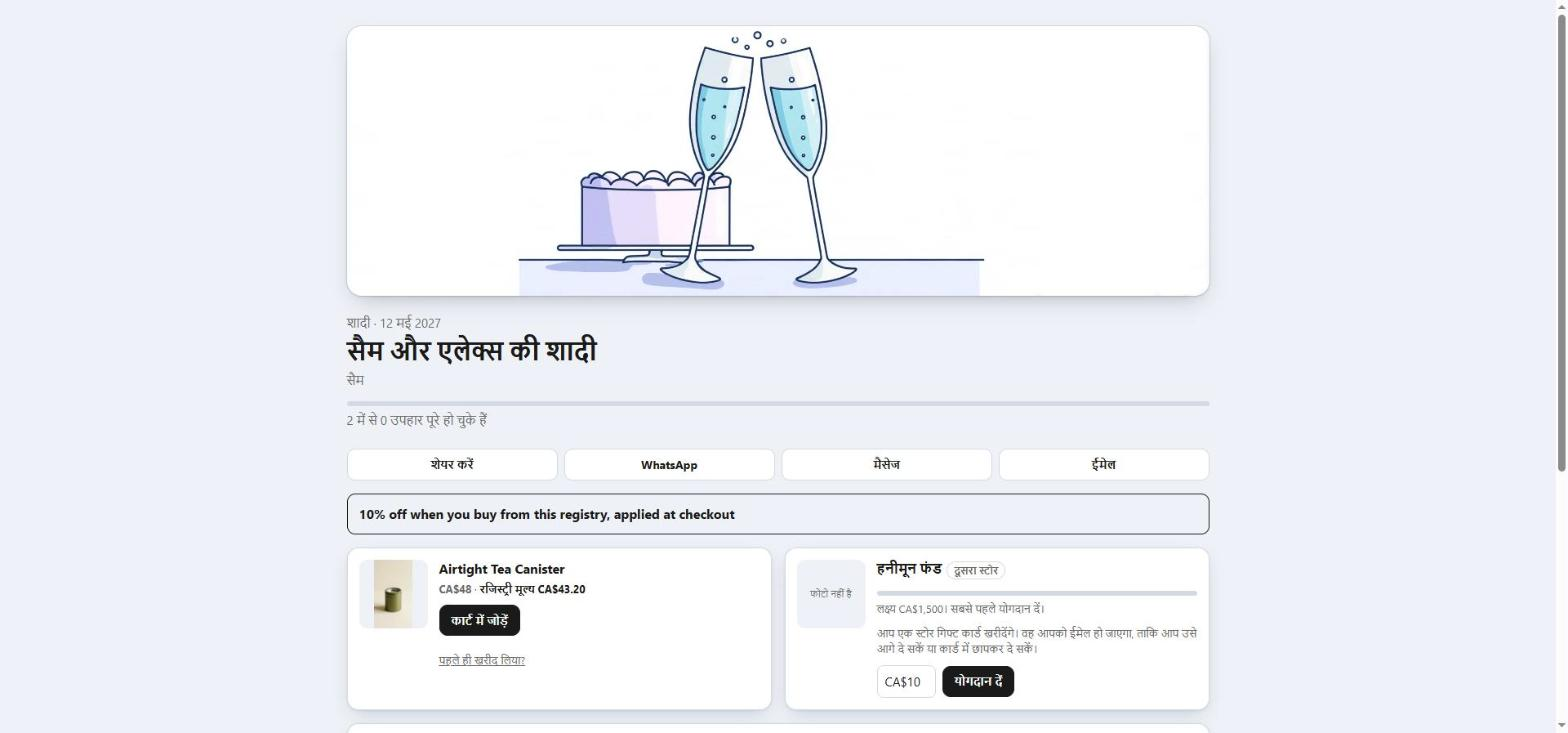 शादी · 12 मई 2027
सैम और एलेक्स की शादी
सैम
2 में से 0 उपहार पूरे हो चुके हैं
शेयर करें
WhatsApp
मैसेज
ईमेल
10% off when you buy from this registry, applied at checkout
Airtight Tea Canister
CA$48 · रजिस्ट्री मूल्य CA$43.20
कार्ट में जोड़ें
पहले ही खरीद लिया?
फ़ोटो नहीं है
हनीमून फंड दूसरा स्टोर
लक्ष्य CA$1,500। सबसे पहले योगदान दें।
आप एक स्टोर गिफ्ट कार्ड खरीदेंगे। वह आपको ईमेल हो जाएगा, ताकि आप उसे
आगे दे सकें या कार्ड में छापकर दे सकें।
CA$10
योगदान दें